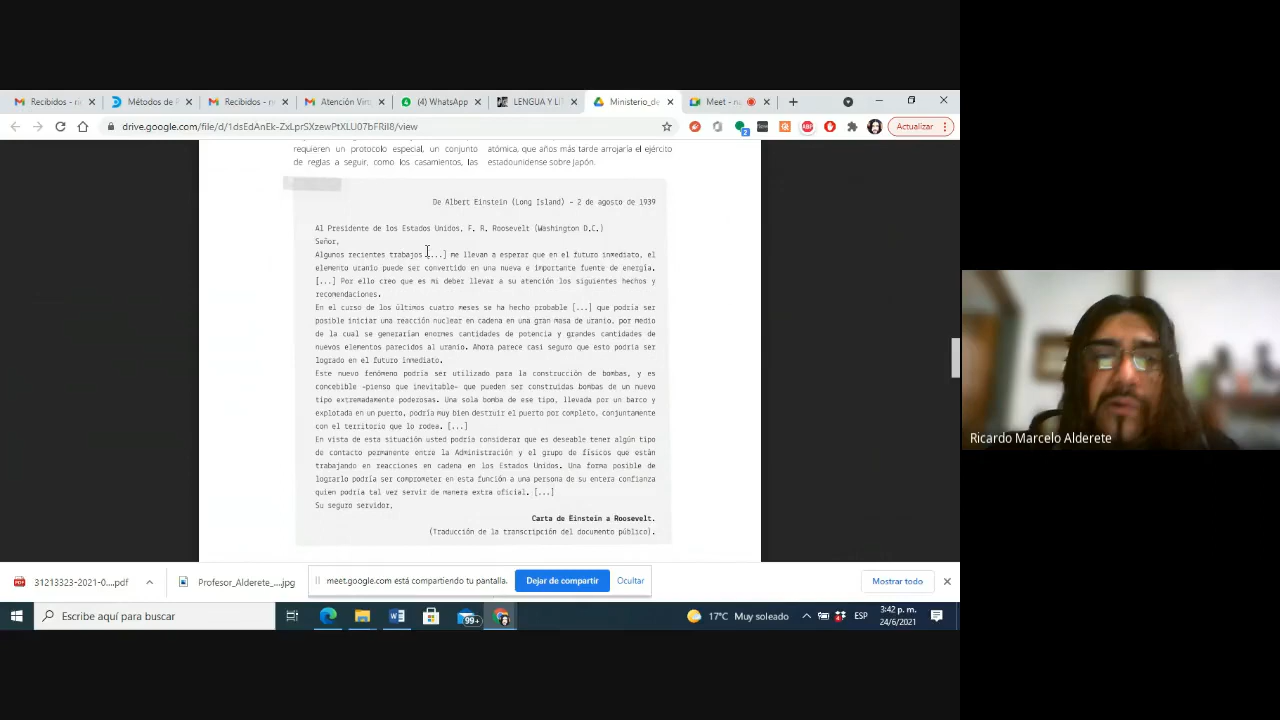 Recibidos - ri
Métodos de F
Recibidos - ri
Atención Virt
(4) WhatsApp
LENGUA Y LI
Ministerio_de
Meet - nu
drive.google.com/file/d/1dsEdAnEk-ZxLprSXzewPtXLU07bFRiI8/view
ABP
2
Actualizar
requieren un protocolo especial, un conjunto
de reglas a seguir, como los casamientos, las
atómica, que años más tarde arrojaría el ejército
estadounidense sobre Japón.
De Albert Einstein (Long Island) – 2 de agosto de 1939
Al Presidente de los Estados Unidos, F. R. Roosevelt (Washington D.C.)
Señor,
Algunos recientes trabajos [...] me llevan a esperar que en el futuro inmediato, el
elemento uranio puede ser convertido en una nueva e importante fuente de energía.
[...] Por ello creo que es mi deber llevar a su atención los siguientes hechos y
recomendaciones.
En el curso de los últimos cuatro meses se ha hecho probable [...] que podría ser
posible iniciar una reacción nuclear en cadena en una gran masa de uranio, por medio
de la cual se generarían enormes cantidades de potencia y grandes cantidades de
nuevos elementos parecidos al uranio. Ahora parece casi seguro que esto podría ser
logrado en el futuro inmediato.
Este nuevo fenómeno podría ser utilizado para la construcción de bombas, y es
concebible -pienso que inevitable- que pueden ser construidas bombas de un nuevo
tipo extremadamente poderosas. Una sola bomba de ese tipo, llevada por un barco y
explotada en un puerto, podría muy bien destruir el puerto por completo, conjuntamente
con el territorio que lo rodea. [...]
En vista de esta situación usted podría considerar que es deseable tener algún tipo
de contacto permanente entre la Administración y el grupo de físicos que están
trabajando en reacciones en cadena en los Estados Unidos. Una forma posible de
lograrlo podría ser comprometer en esta función a una persona de su entera confianza
quien podría tal vez servir de manera extra oficial. [...]
Su seguro servidor,
Carta de Einstein a Roosevelt.
(Traducción de la transcripción del documento público).
Ricardo Marcelo Alderete
31213323-2021-0....pdf
Profesor_Alderete_....jpg
meet.google.com está compartiendo tu pantalla.
Dejar de compartir
Ocultar
Mostrar todo
Escribe aquí para buscar
99+
17°C Muy soleado
ESP
3:42 p. m.
24/6/2021